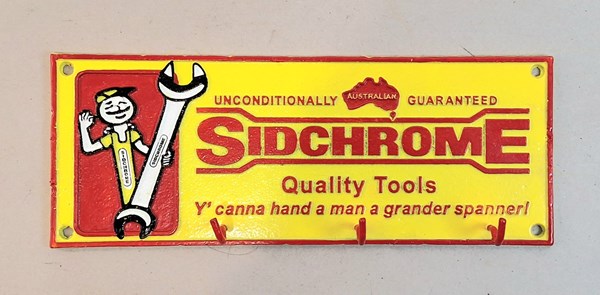 AUSTRALIAN
UNCONDITIONALLY GUARANTEED
SIDCHROME
Quality Tools
Y' canna hand a man a grander spanner!